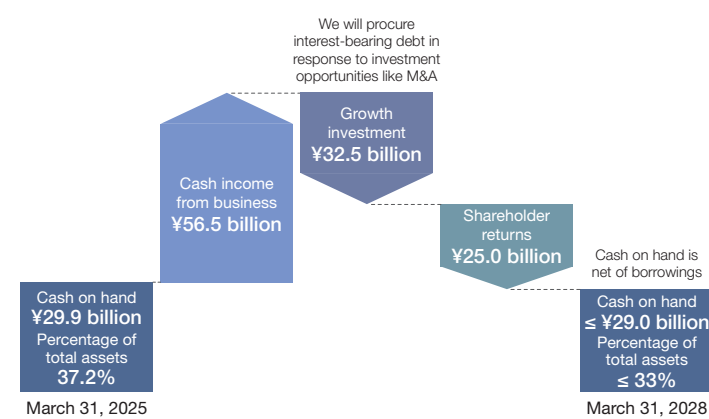 We will procure
interest-bearing debt in
response to investment
opportunities like M&A
Growth
investment
¥32.5 billion
Cash income
from business
¥56.5 billion
Shareholder
returns
¥25.0 billion
Cash on hand is
net of borrowings
Cash on hand
¥29.9 billion
Percentage of
total assets
37.2%
Cash on hand
≤ ¥29.0 billion
Percentage of
total assets
≤ 33%
March 31, 2025
March 31, 2028